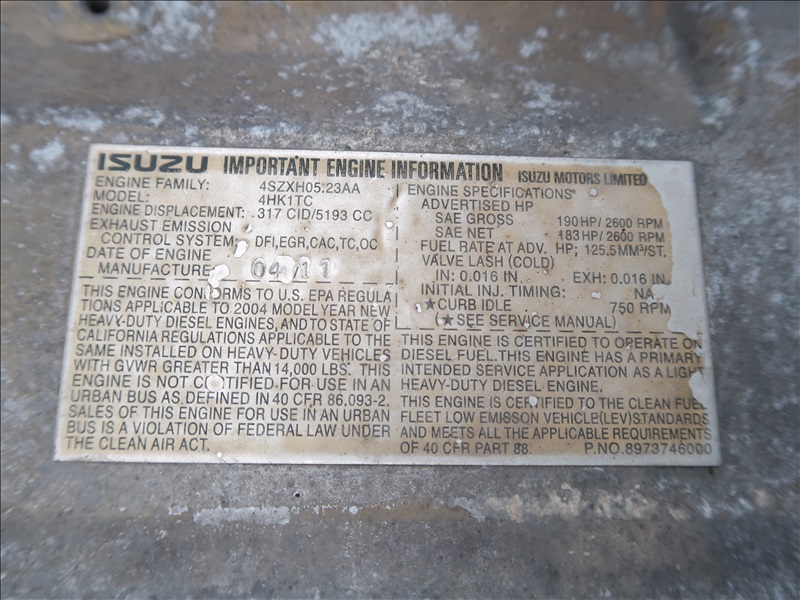 ISUZU IMPORTANT ENGINE INFORMATION ISUZU MOTORS LIMITED
ENGINE FAMILY: 4SZXH05.23AA
MODEL: 4HK1TC
ENGINE DISPLACEMENT: 317 CID/5193 CC
EXHAUST EMISSION
CONTROL SYSTEM: DFI,EGR,CAC,TC,OC
DATE OF ENGINE
MANUFACTURE: 04 11
THIS ENGINE CONFORMS TO U.S. EPA REGULA
TIONS APPLICABLE TO 2004 MODEL YEAR NEW
HEAVY-DUTY DIESEL ENGINES, AND TO STATE OF
CALIFORNIA REGULATIONS APPLICABLE TO THE
SAME INSTALLED ON HEAVY-DUTY VEHICLES
WITH GVWR GREATER THAN 14,000 LBS. THIS
ENGINE IS NOT CERTIFIED FOR USE IN AN
URBAN BUS AS DEFINED IN 40 CFR 86.093-2.
SALES OF THIS ENGINE FOR USE IN AN URBAN
BUS IS A VIOLATION OF FEDERAL LAW UNDER
THE CLEAN AIR ACT.
ENGINE SPECIFICATIONS
ADVERTISED HP
SAE GROSS 190 HP/2600 RPM
SAE NET 183 HP/2600 RPM
FUEL RATE AT ADV. HP: 125.5MM³/ST.
VALVE LASH (COLD)
IN: 0.016 IN EXH: 0.016 IN
INITIAL INJ. TIMING: NA
★CURB IDLE 750 RPM
(★SEE SERVICE MANUAL)
THIS ENGINE IS CERTIFIED TO OPERATE ON
DIESEL FUEL. THIS ENGINE HAS A PRIMARY
INTENDED SERVICE APPLICATION AS A LIGHT
HEAVY-DUTY DIESEL ENGINE.
THIS ENGINE IS CERTIFIED TO THE CLEAN FUEL
FLEET LOW EMISSON VEHICLE(LEV)STANDARDS
AND MEETS ALL THE APPLICABLE REQUIREMENTS
OF 40 CFR PART 88. P.NO.8973746000